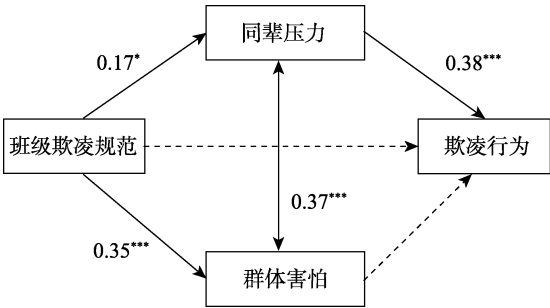 同辈压力
0.17*
0.38***
班级欺凌规范
欺凌行为
0.37***
0.35***
群体害怕